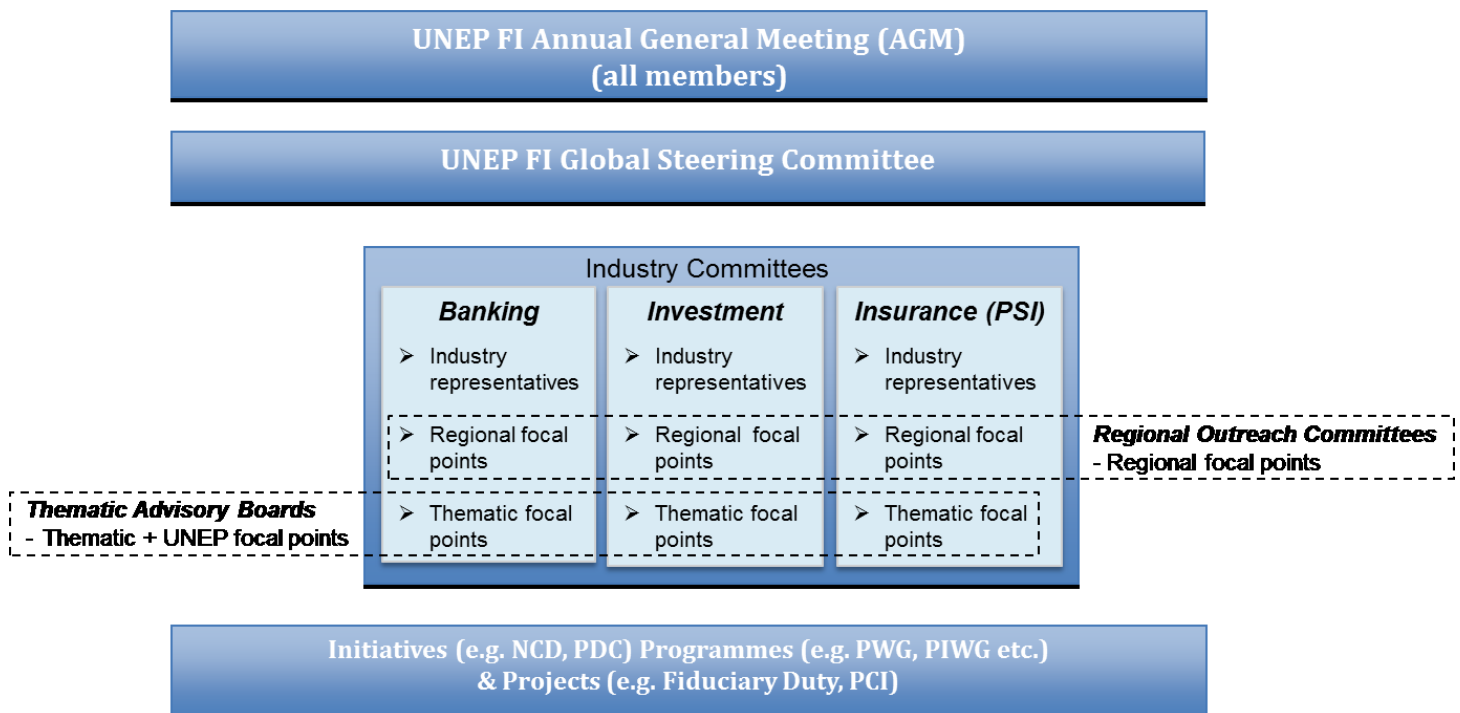 UNEP FI Annual General Meeting (AGM)
(all members)
UNEP FI Global Steering Committee
Industry Committees
Banking
➢ Industry
representatives
➢ Regional focal
points
➢ Thematic focal
points
Investment
➢ Industry
representatives
➢ Regional focal
points
➢ Thematic focal
points
Insurance (PSI)
➢ Industry
representatives
➢ Regional focal
points
➢ Thematic focal
points
Regional Outreach Committees
- Regional focal points
Thematic Advisory Boards
- Thematic + UNEP focal points
Initiatives (e.g. NCD, PDC) Programmes (e.g. PWG, PIWG etc.)
& Projects (e.g. Fiduciary Duty, PCI)